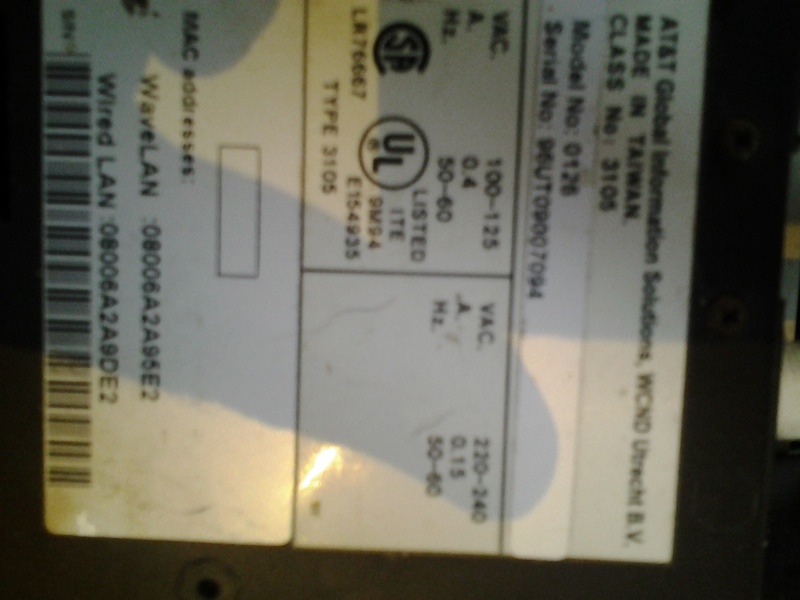 AT&T Global Information Solutions, WCND Utrecht B.V.
MADE IN TAIWAN.
CLASS No: 3105
Model No: 0126
Serial No: 96UT09007094
VAC. 100-125
A. 0.4
Hz. 50-60
UL
LISTED
ITE
9M94
E154935
LR76667
TYPE 3105
VAC. 220-240
A. 0.15
Hz. 50-60
MAC addresses:
WaveLAN :08006A2A95E2
Wired LAN :08006A2A9DE2
S/N